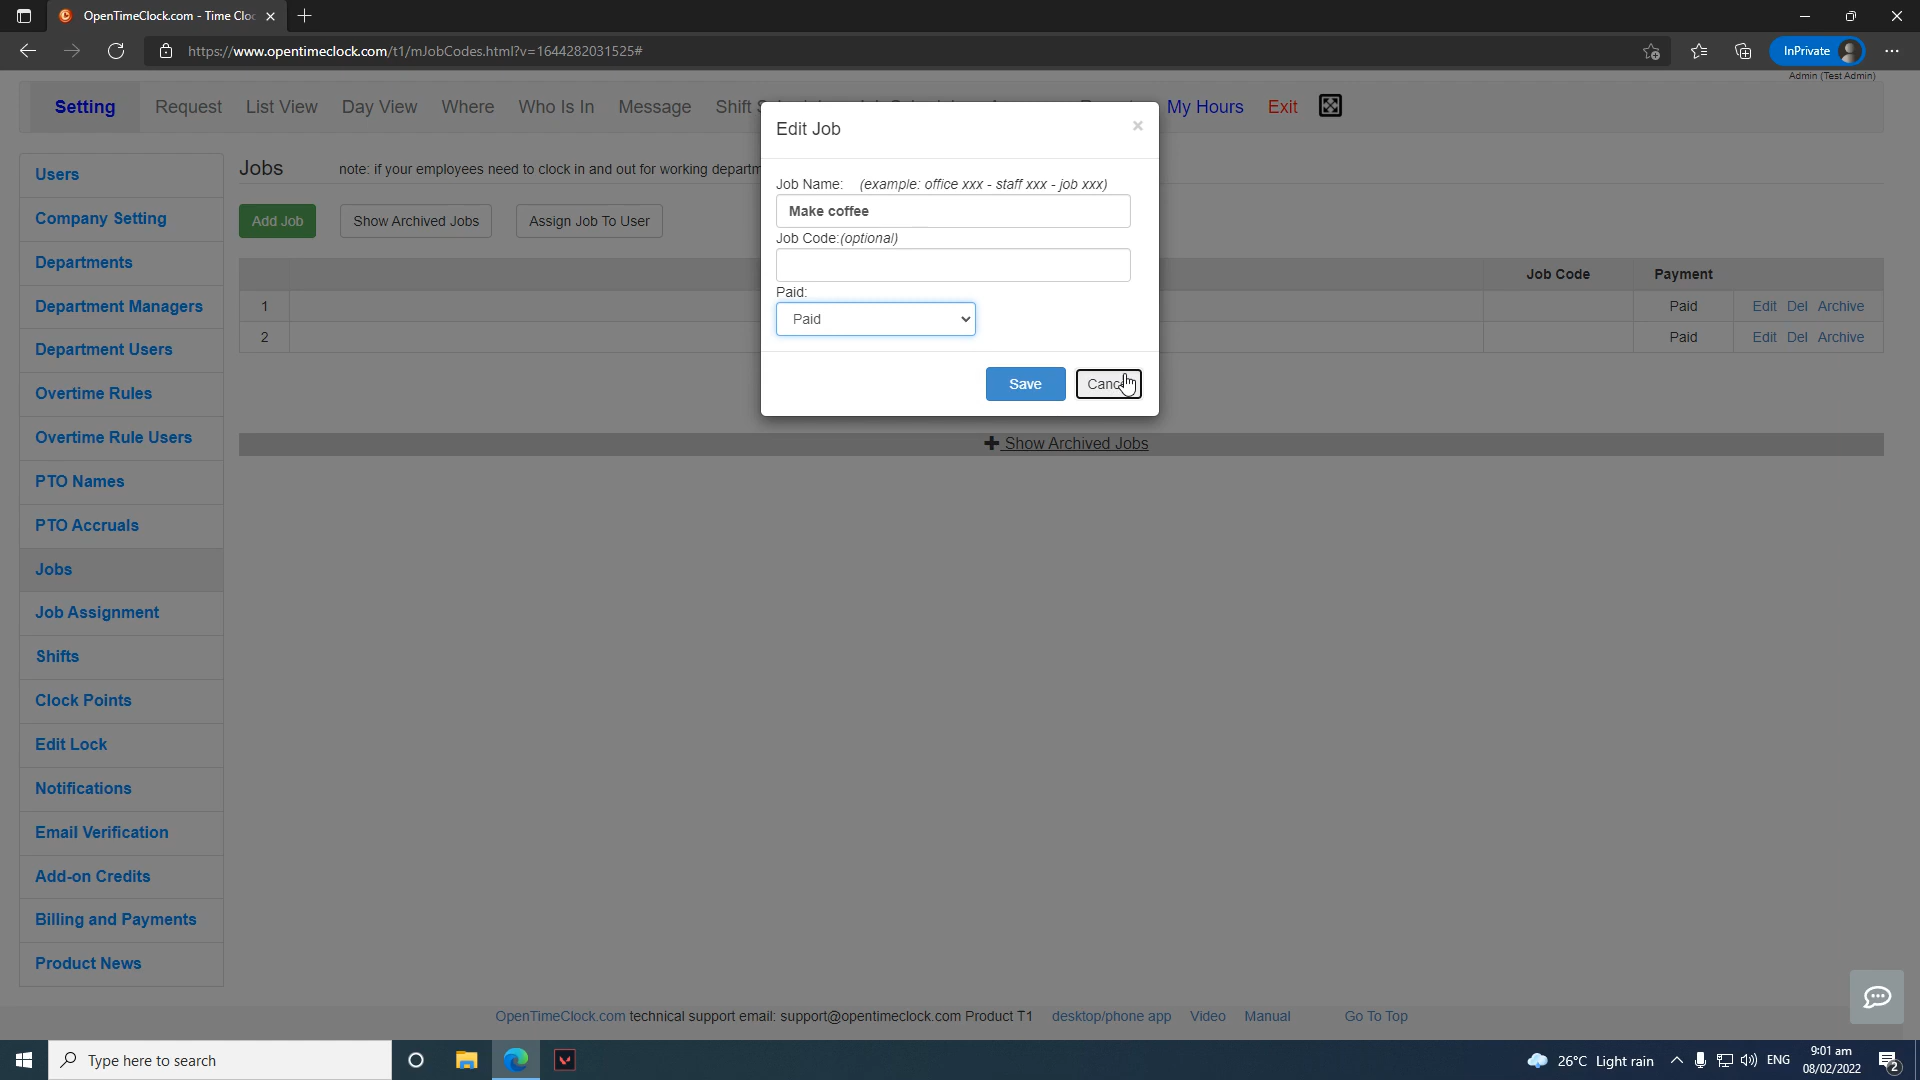 OpenTimeClock.com - Time Cloc
https://www.opentimeclock.com/t1/mJobCodes.html?v=1644282031525#
InPrivate
Admin (Test Admin)
Setting Request List View Day View Where Who Is In Message Shift My Hours Exit
Users
Company Setting
Departments
Department Managers
Department Users
Overtime Rules
Overtime Rule Users
PTO Names
PTO Accruals
Jobs
Job Assignment
Shifts
Clock Points
Edit Lock
Notifications
Email Verification
Add-on Credits
Billing and Payments
Product News
Jobs note: if your employees need to clock in and out for working departm
Add Job Show Archived Jobs Assign Job To User
Job Code Payment
1 Paid Edit Del Archive
2 Paid Edit Del Archive
Show Archived Jobs
Edit Job ×
Job Name: (example: office xxx - staff xxx - job xxx)
Make coffee
Job Code:(optional)
Paid:
Paid
Save Cancel
OpenTimeClock.com technical support email: support@opentimeclock.com Product T1 desktop/phone app Video Manual Go To Top
Type here to search
26°C Light rain ENG
9:01 am
08/02/2022
2